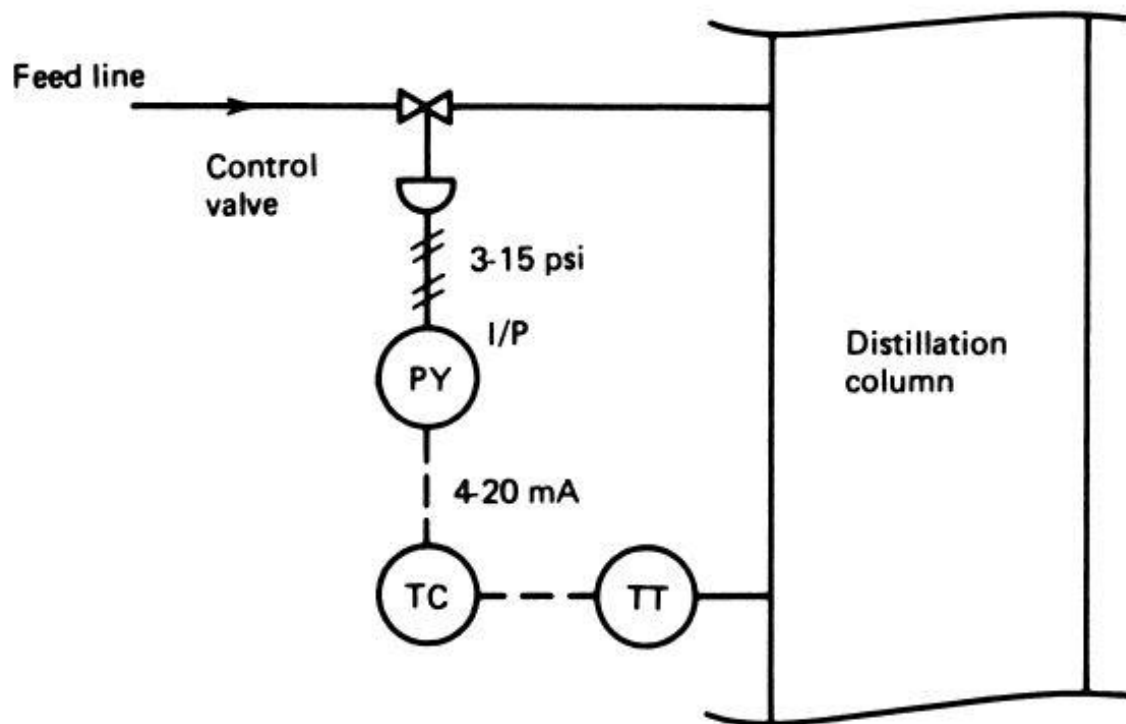 Feed line
Control
valve
3-15 psi
I/P
PY
Distillation
column
4-20 mA
TC
TT